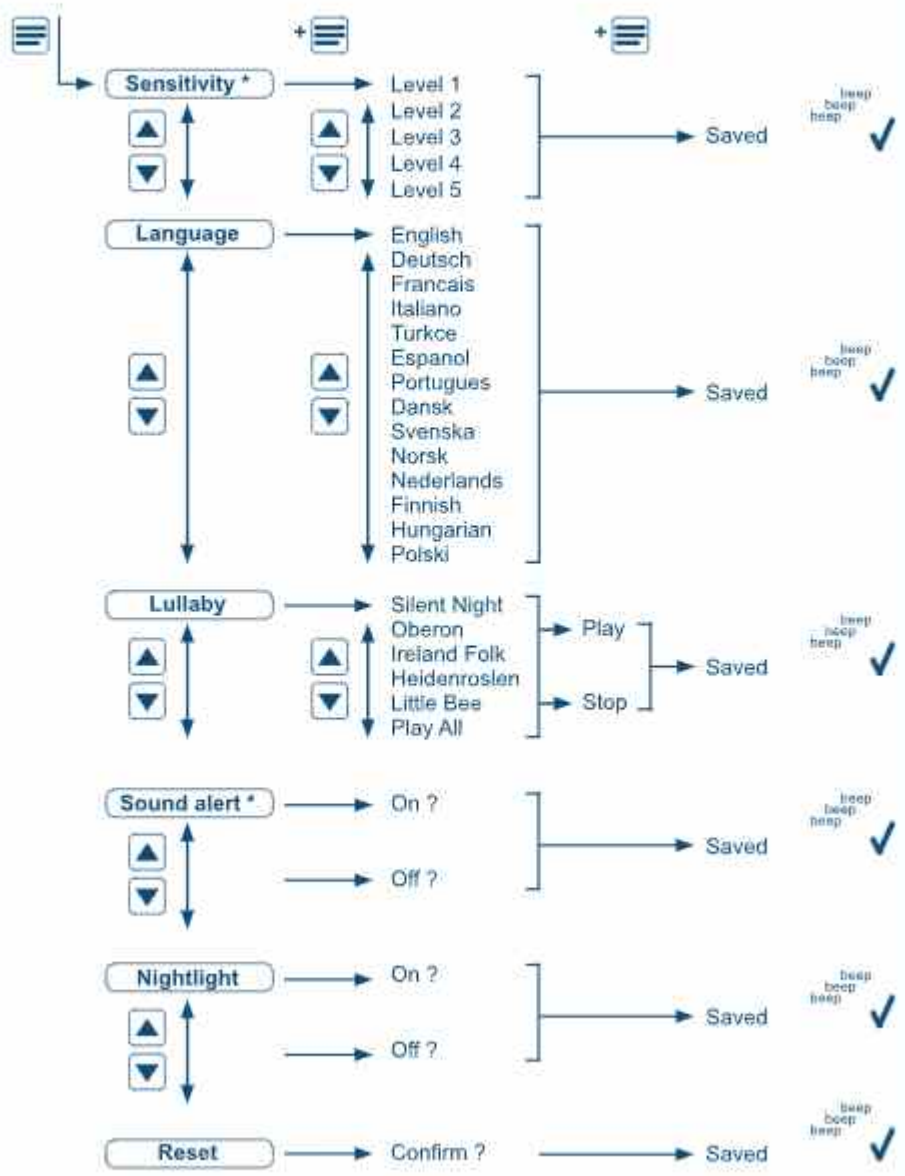 +
+
Sensitivity *
Level 1
Level 2
Level 3
Level 4
Level 5
Saved
beep
beep
beep
Language
English
Deutsch
Francais
Italiano
Turkce
Espanol
Portugues
Dansk
Svenska
Norsk
Nederlands
Finnish
Hungarian
Polski
Saved
beep
beep
beep
Lullaby
Silent Night
Oberon
Ireland Folk
Heidenroslen
Little Bee
Play All
Play
Stop
Saved
beep
beep
beep
Sound alert *
On ?
Off ?
Saved
beep
beep
beep
Nightlight
On ?
Off ?
Saved
beep
beep
beep
Reset
Confirm ?
Saved
beep
beep
beep